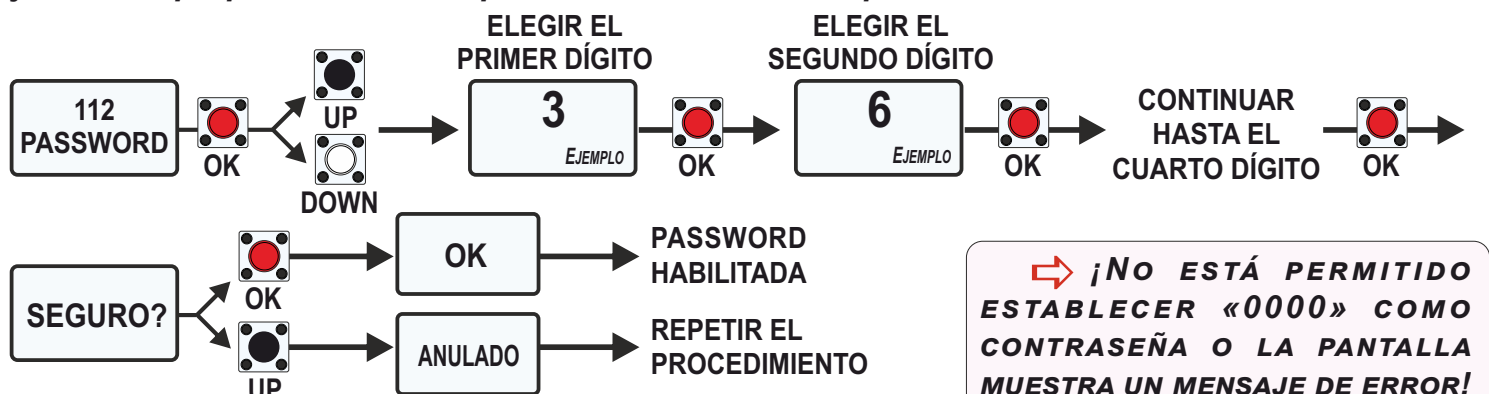 ELEGIR EL
PRIMER DÍGITO
ELEGIR EL
SEGUNDO DÍGITO
112
PASSWORD
OK
UP
DOWN
3
EJEMPLO
OK
6
EJEMPLO
OK
CONTINUAR
HASTA EL
CUARTO DÍGITO
OK
SEGURO?
OK
UP
OK
PASSWORD
HABILITADA
ANULADO
REPETIR EL
PROCEDIMIENTO
¡NO ESTÁ PERMITIDO
ESTABLECER «0000» COMO
CONTRASEÑA O LA PANTALLA
MUESTRA UN MENSAJE DE ERROR!